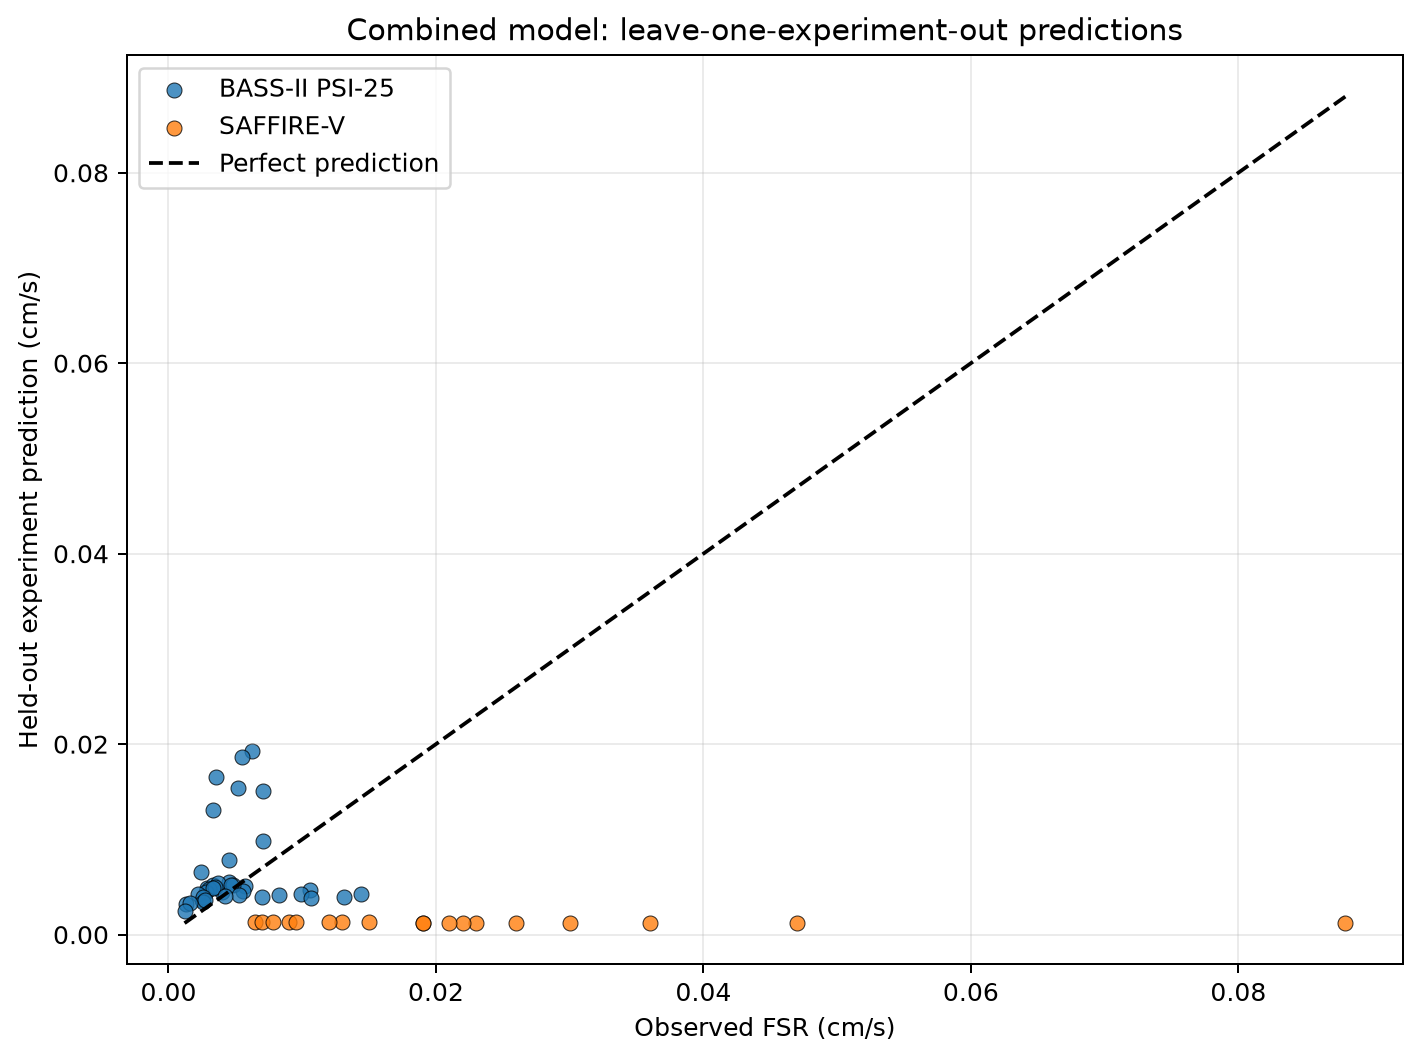 Combined model: leave-one-experiment-out predictions
BASS-II PSI-25
SAFFIRE-V
Perfect prediction
Held-out experiment prediction (cm/s)
0.08
0.06
0.04
0.02
0.00
0.00 0.02 0.04 0.06 0.08
Observed FSR (cm/s)